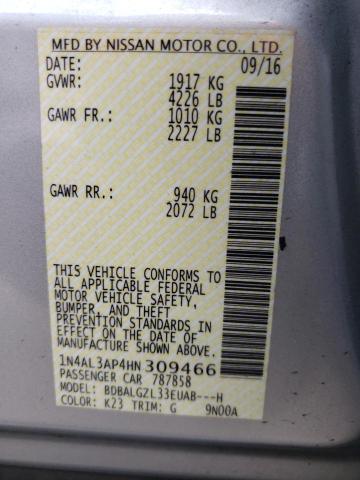 MFD BY NISSAN MOTOR CO., LTD.
DATE: 09/16
GVWR: 1917 KG
4226 LB
GAWR FR.: 1010 KG
2227 LB
GAWR RR.: 940 KG
2072 LB
THIS VEHICLE CONFORMS TO
ALL APPLICABLE FEDERAL
MOTOR VEHICLE SAFETY,
BUMPER, AND THEFT
PREVENTION STANDARDS IN
EFFECT ON THE DATE OF
MANUFACTURE SHOWN ABOVE.
1N4AL3AP4HN 309466
PASSENGER CAR 787858
MODEL: BDBALGZL33EUAB---H
COLOR: K23 TRIM: G 9N00A